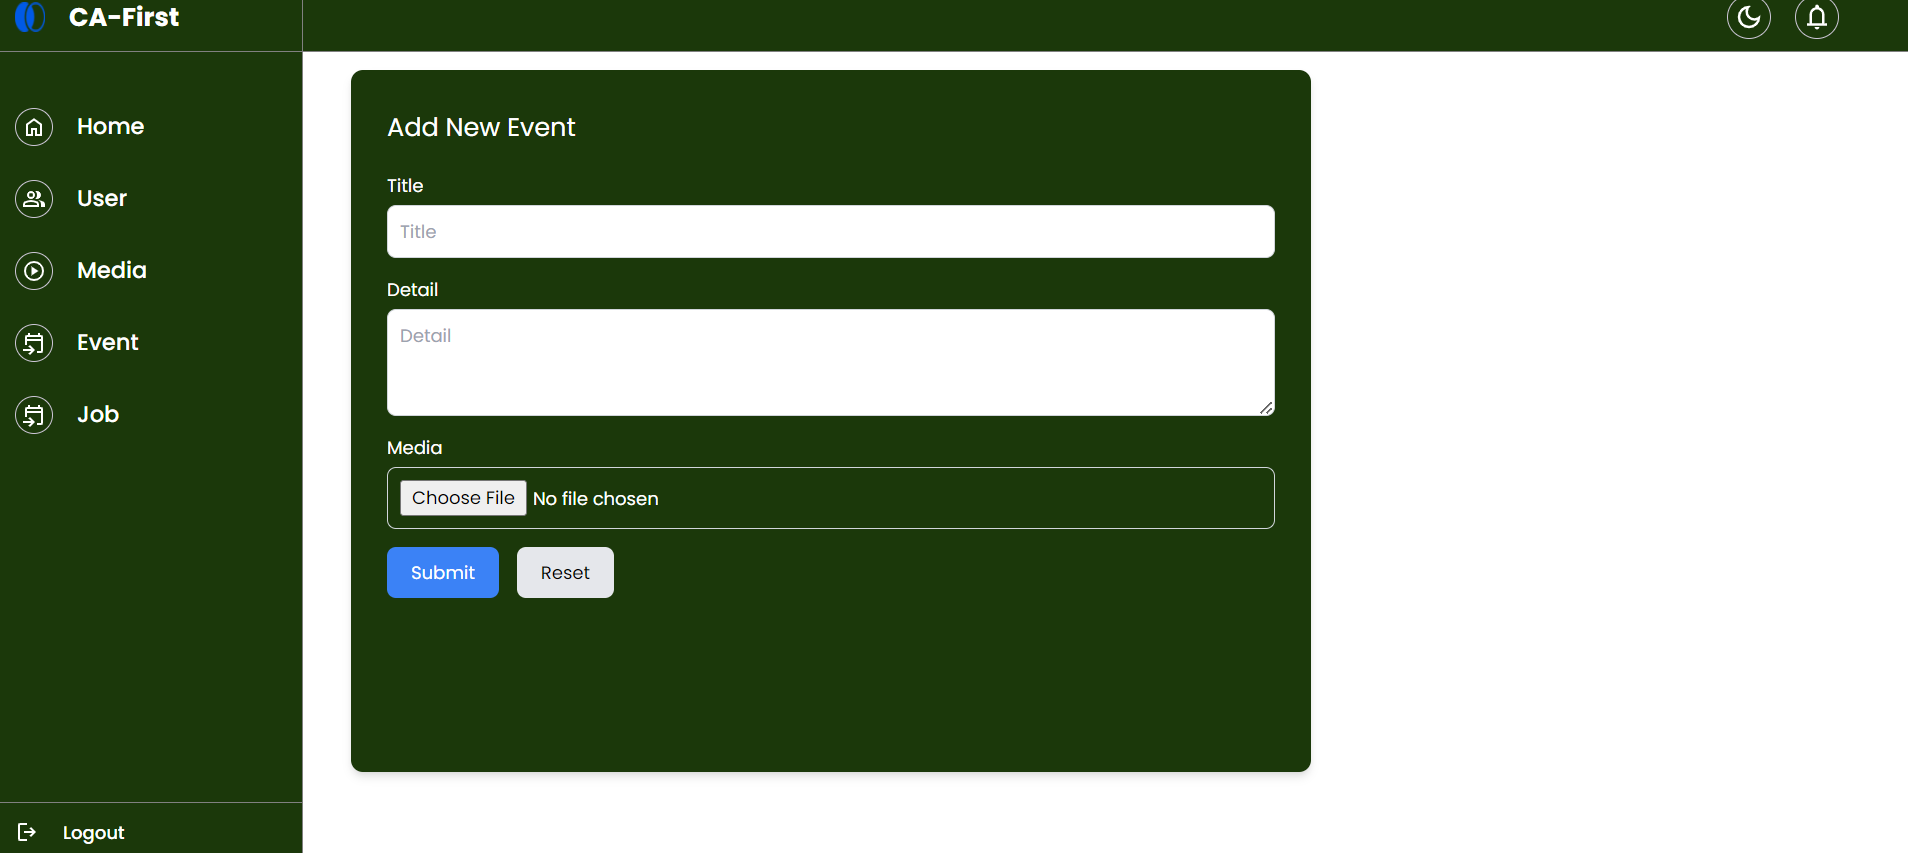 CA-First
Home
User
Media
Event
Job
Logout
Add New Event
Title
Title
Detail
Detail
Media
Choose File No file chosen
Submit Reset